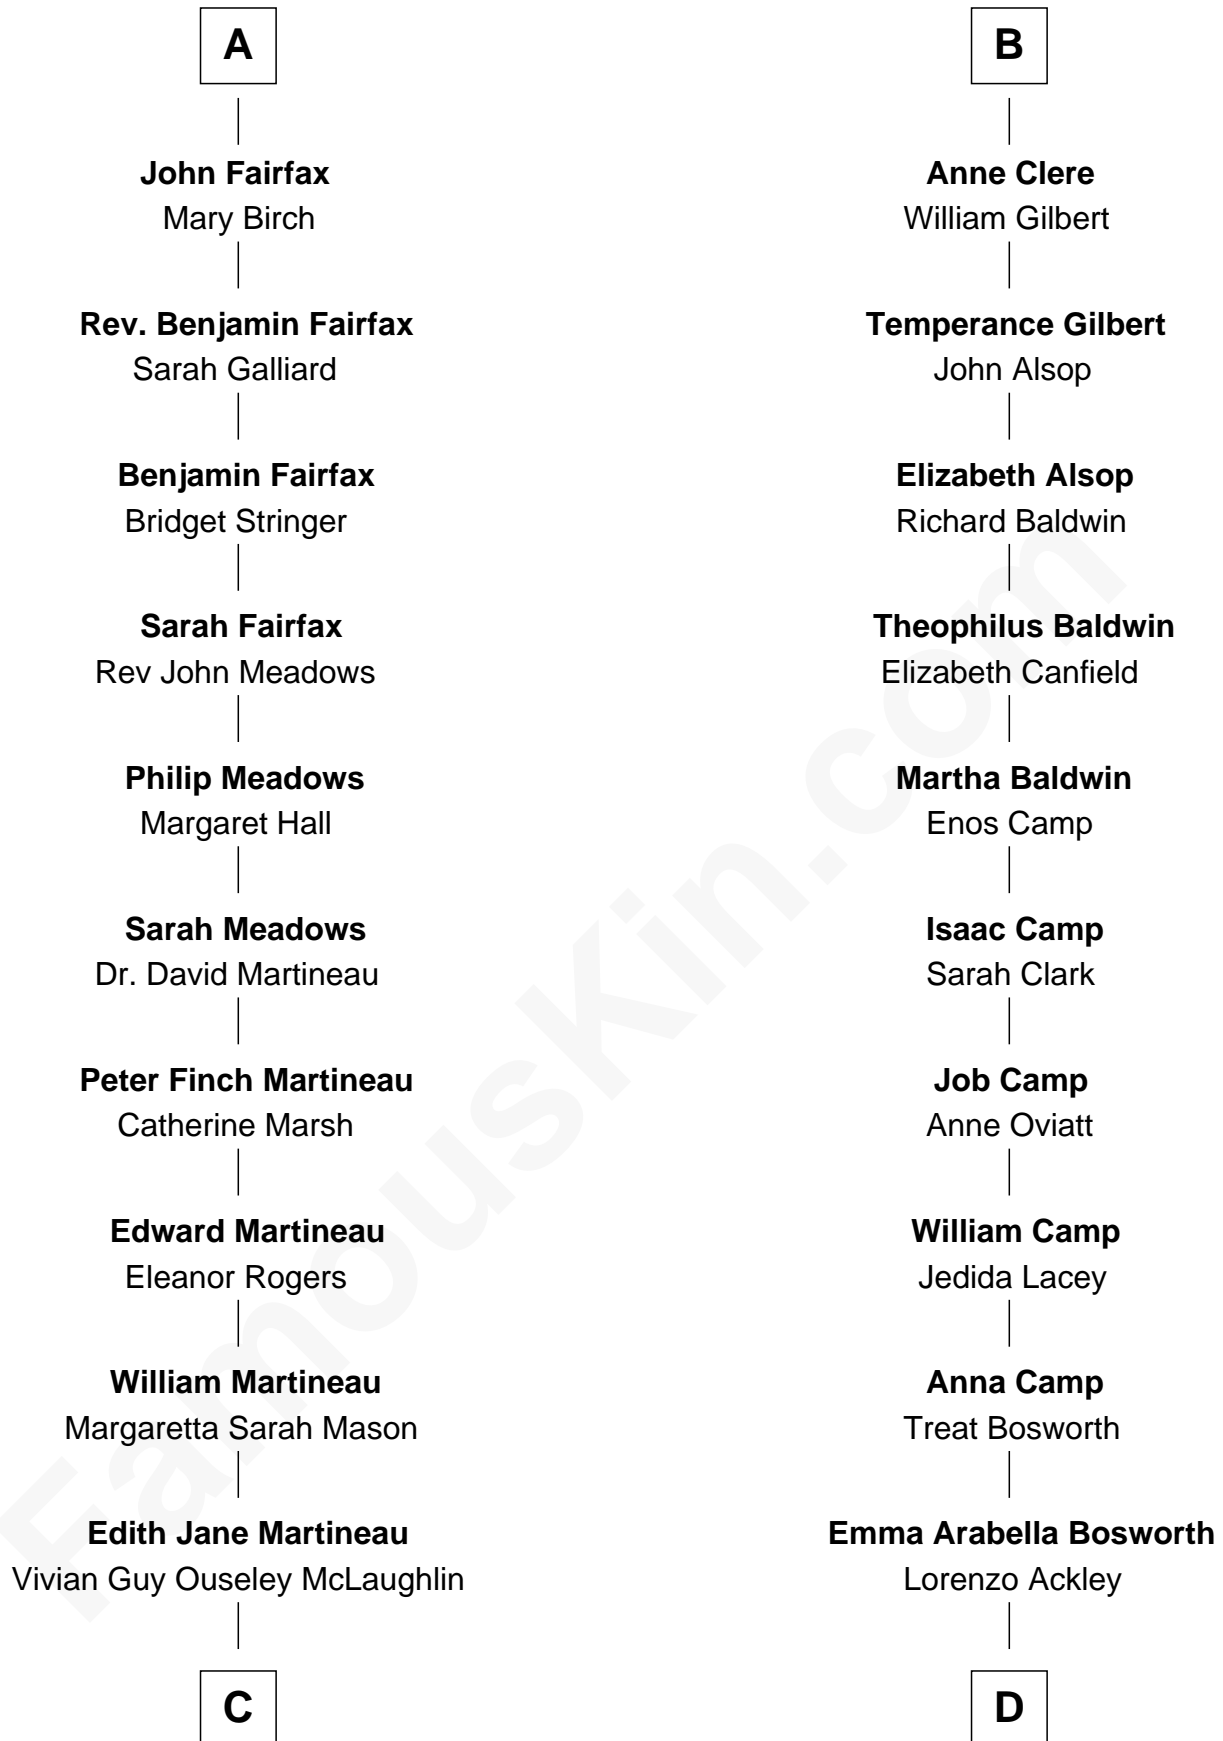 A
John Fairfax
Mary Birch
Rev. Benjamin Fairfax
Sarah Galliard
Benjamin Fairfax
Bridget Stringer
Sarah Fairfax
Rev John Meadows
Philip Meadows
Margaret Hall
Sarah Meadows
Dr. David Martineau
Peter Finch Martineau
Catherine Marsh
Edward Martineau
Eleanor Rogers
William Martineau
Margaretta Sarah Mason
Edith Jane Martineau
Vivian Guy Ouseley McLaughlin
C
B
Anne Clere
William Gilbert
Temperance Gilbert
John Alsop
Elizabeth Alsop
Richard Baldwin
Theophilus Baldwin
Elizabeth Canfield
Martha Baldwin
Enos Camp
Isaac Camp
Sarah Clark
Job Camp
Anne Oviatt
William Camp
Jedida Lacey
Anna Camp
Treat Bosworth
Emma Arabella Bosworth
Lorenzo Ackley
D
FamousKin.com